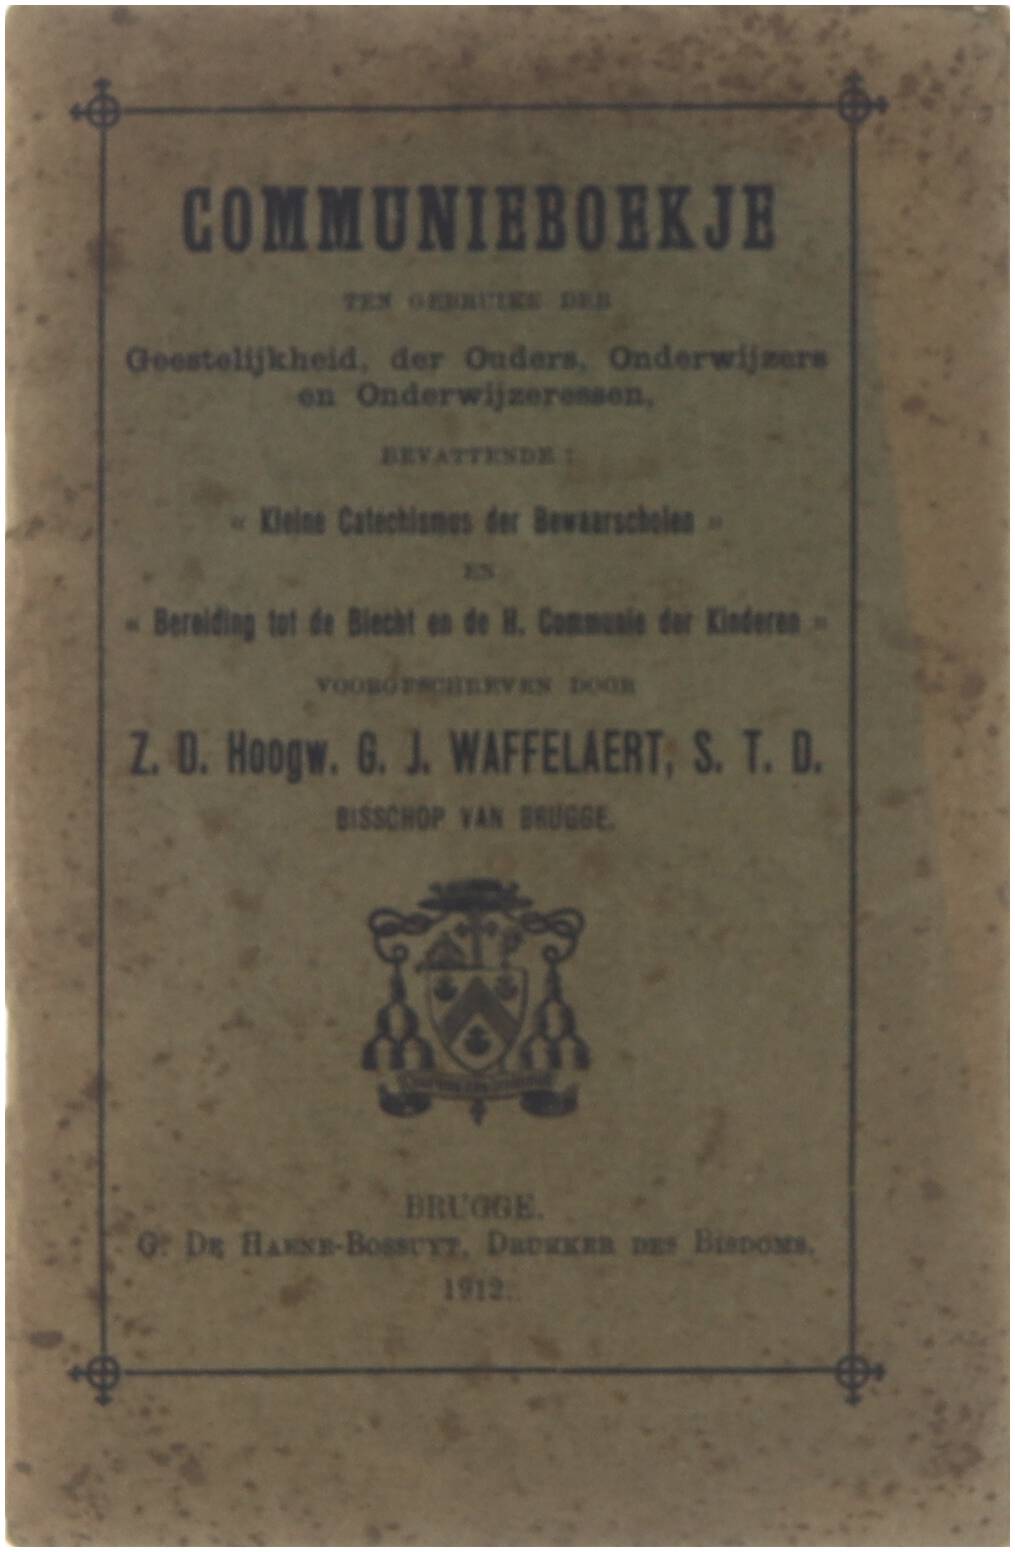 COMMUNIEBOEKJE
TEN GEBRUIKE DER
Geestelijkheid, der Ouders, Onderwijzers
en Onderwijzeressen,
BEVATTENDE :
« Kleine Catechismus der Bewaarscholen »
EN
« Bereiding tot de Biecht en de H. Communie der Kinderen »
VOORGESCHREVEN DOOR
Z. D. Hoogw. G. J. WAFFELAERT, S. T. D.
BISSCHOP VAN BRUGGE.
BRUGGE.
G. De Haene-Bossuyt, Drukker des Bisdoms.
1912.